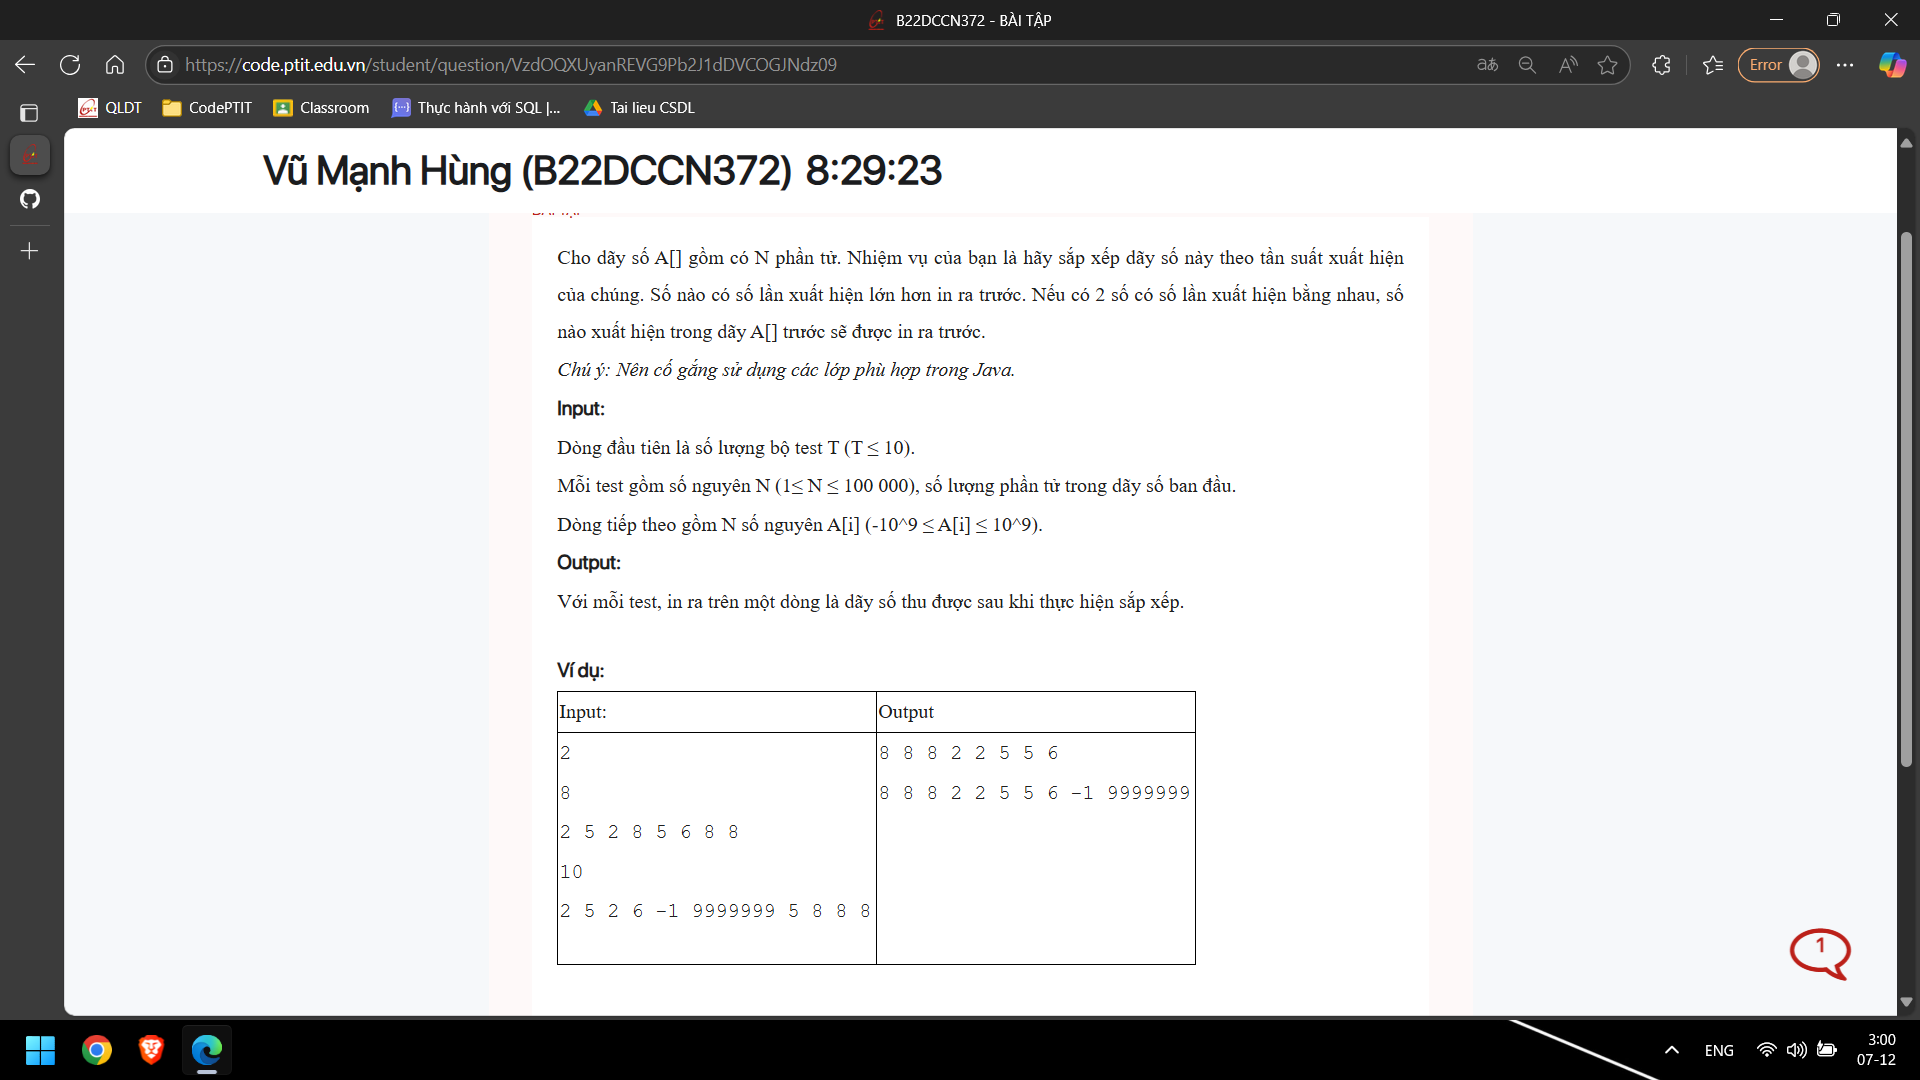 B22DCCN372 - BÀI TẬP
https://code.ptit.edu.vn/student/question/VzdOQXUyanREVG9Pb2J1dDVCOGJNdz09
Error
QLDT CodePTIT Classroom Thực hành với SQL |... Tai lieu CSDL
Vũ Mạnh Hùng (B22DCCN372) 8:29:23
Cho dãy số A[] gồm có N phần tử. Nhiệm vụ của bạn là hãy sắp xếp dãy số này theo tần suất xuất hiện
của chúng. Số nào có số lần xuất hiện lớn hơn in ra trước. Nếu có 2 số có số lần xuất hiện bằng nhau, số
nào xuất hiện trong dãy A[] trước sẽ được in ra trước.
Chú ý: Nên cố gắng sử dụng các lớp phù hợp trong Java.
Input:
Dòng đầu tiên là số lượng bộ test T (T ≤ 10).
Mỗi test gồm số nguyên N (1≤ N ≤ 100 000), số lượng phần tử trong dãy số ban đầu.
Dòng tiếp theo gồm N số nguyên A[i] (-10^9 ≤ A[i] ≤ 10^9).
Output:
Với mỗi test, in ra trên một dòng là dãy số thu được sau khi thực hiện sắp xếp.
Ví dụ:
Input:
2
8
2 5 2 8 5 6 8 8
10
2 5 2 6 -1 9999999 5 8 8 8
Output
8 8 8 2 2 5 5 6
8 8 8 2 2 5 5 6 -1 9999999
1
ENG
3:00
07-12